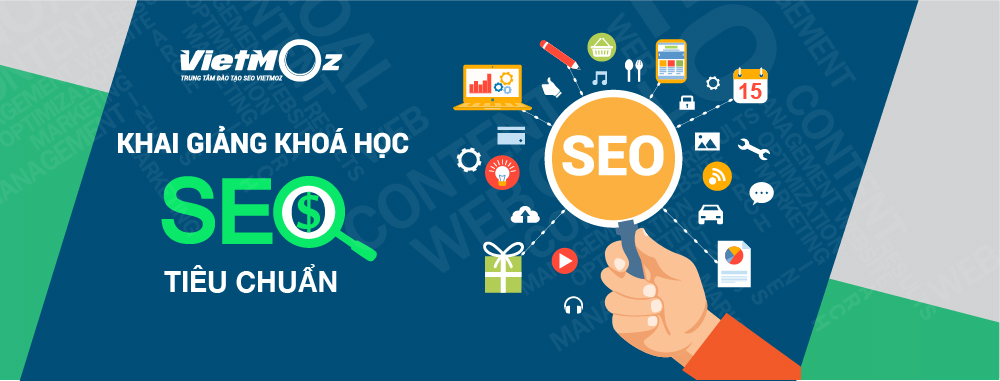 VietMOz
TRUNG TÂM ĐÀO TẠO SEO VIETMOZ
KHAI GIẢNG KHOÁ HỌC
SEO
$
TIÊU CHUẨN
SEO
15